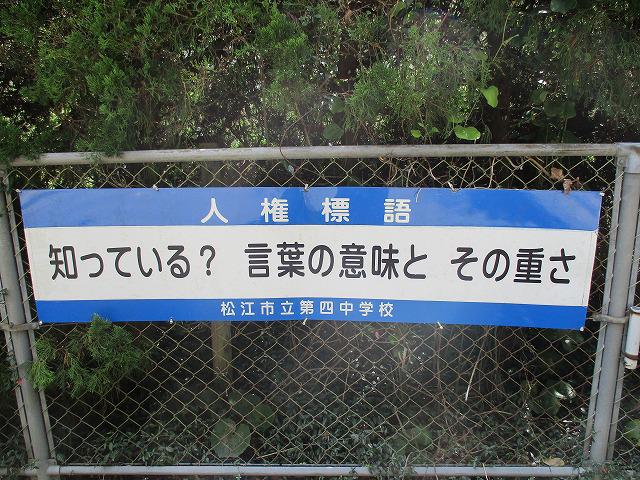 人権標語
知っている? 言葉の意味と その重さ
松江市立第四中学校